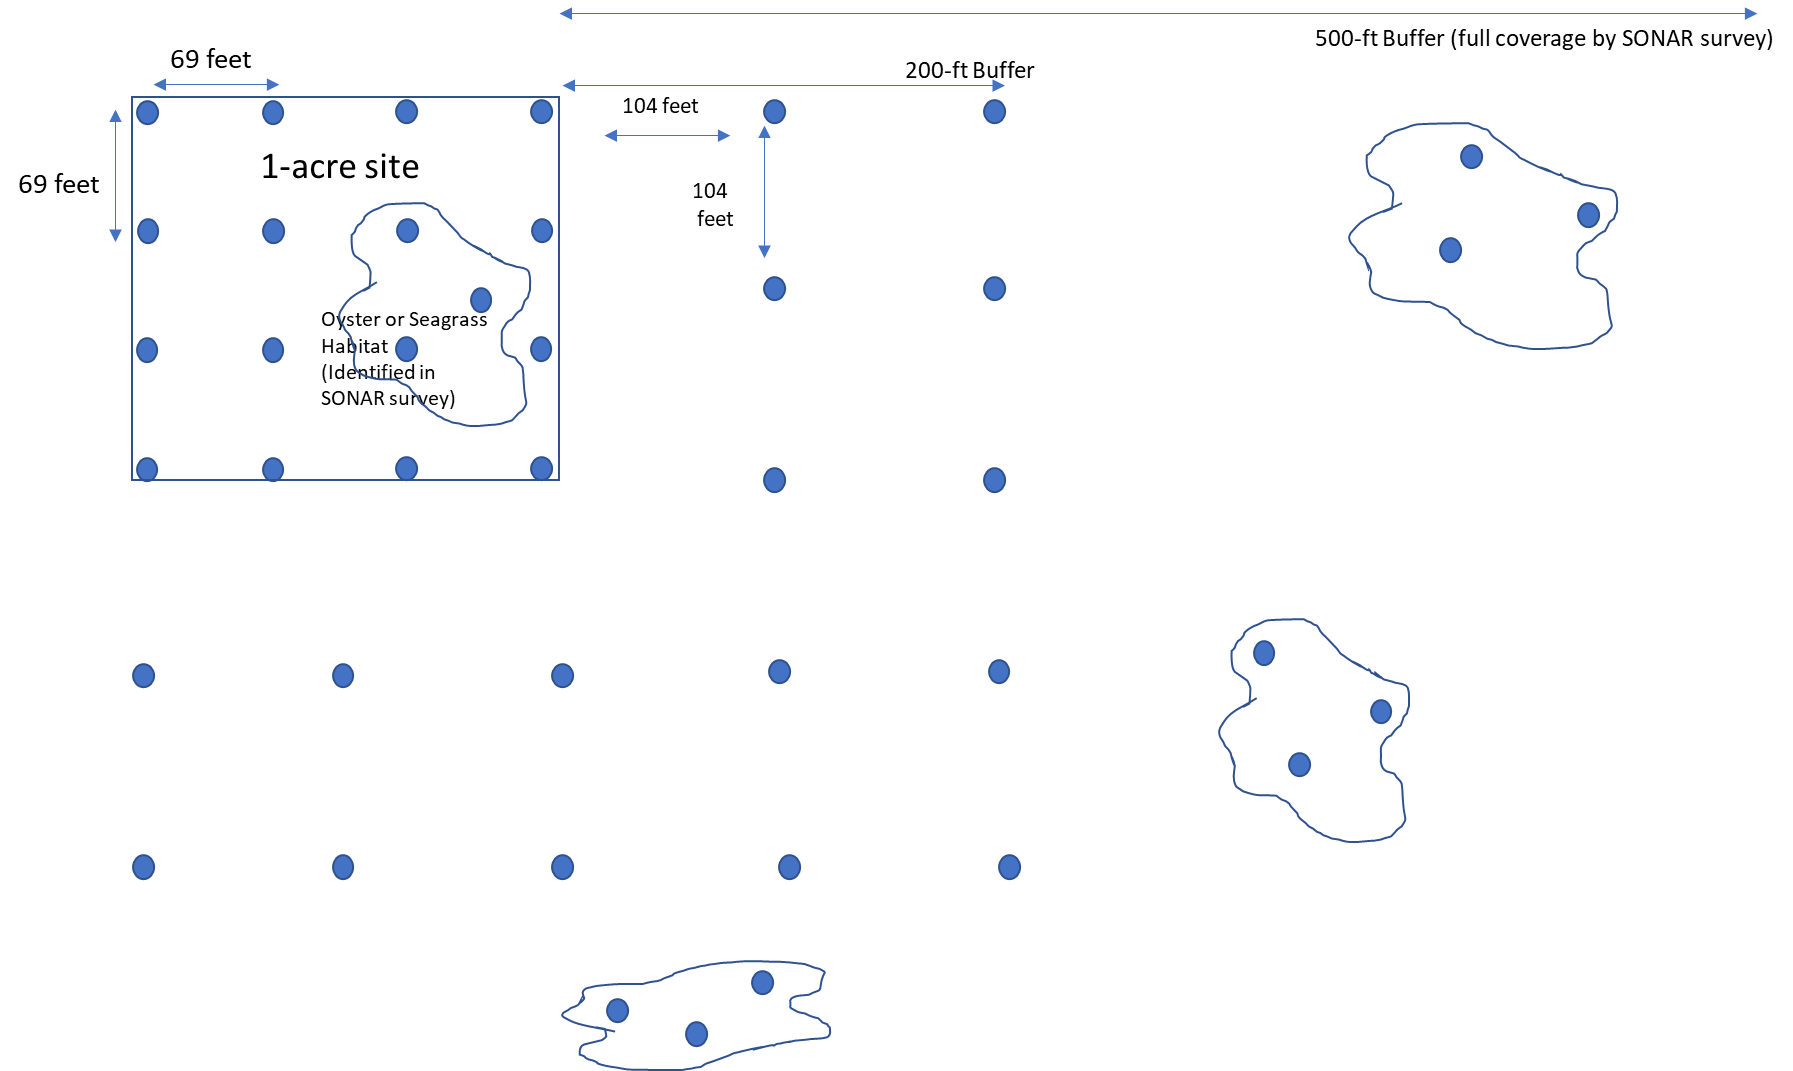 500-ft Buffer (full coverage by SONAR survey)
69 feet
200-ft Buffer
104 feet
1-acre site
69 feet
104
feet
Oyster or Seagrass
Habitat
(Identified in
SONAR survey)